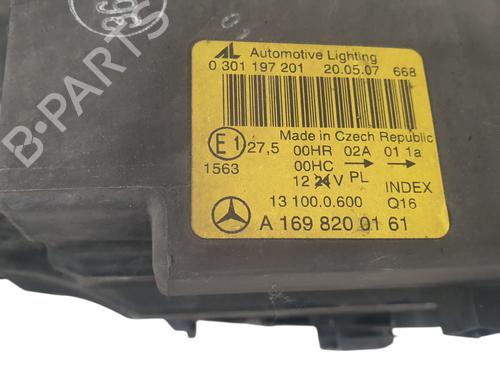 AL Automotive Lighting
0 301 197 201 20.05.07 668
Made in Czech Republic
E1 27,5 00HR 02A 01 1a
1563 00HC → →
12 24V PL INDEX
13 100.0.600 Q16
A 169 820 01 61
B-PARTS